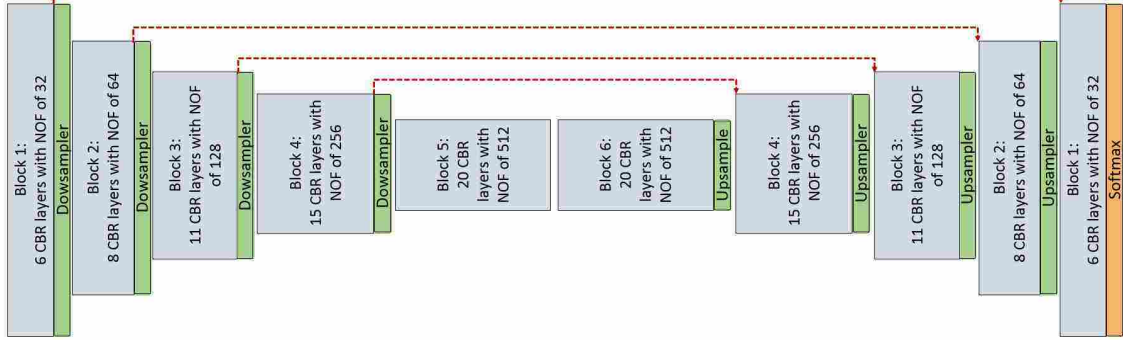 Block 1:
6 CBR layers with NOF of 32
Dowsampler
Block 2:
8 CBR layers with NOF of 64
Dowsampler
Block 3:
11 CBR layers with NOF
of 128
Dowsampler
Block 4:
15 CBR layers with
NOF of 256
Dowsampler
Block 5:
20 CBR
layers with
NOF of 512
Block 6:
20 CBR
layers with
NOF of 512
Upsample
Block 4:
15 CBR layers with
NOF of 256
Upsampler
Block 3:
11 CBR layers with NOF
of 128
Upsampler
Block 2:
8 CBR layers with NOF of 64
Upsampler
Block 1:
6 CBR layers with NOF of 32
Softmax